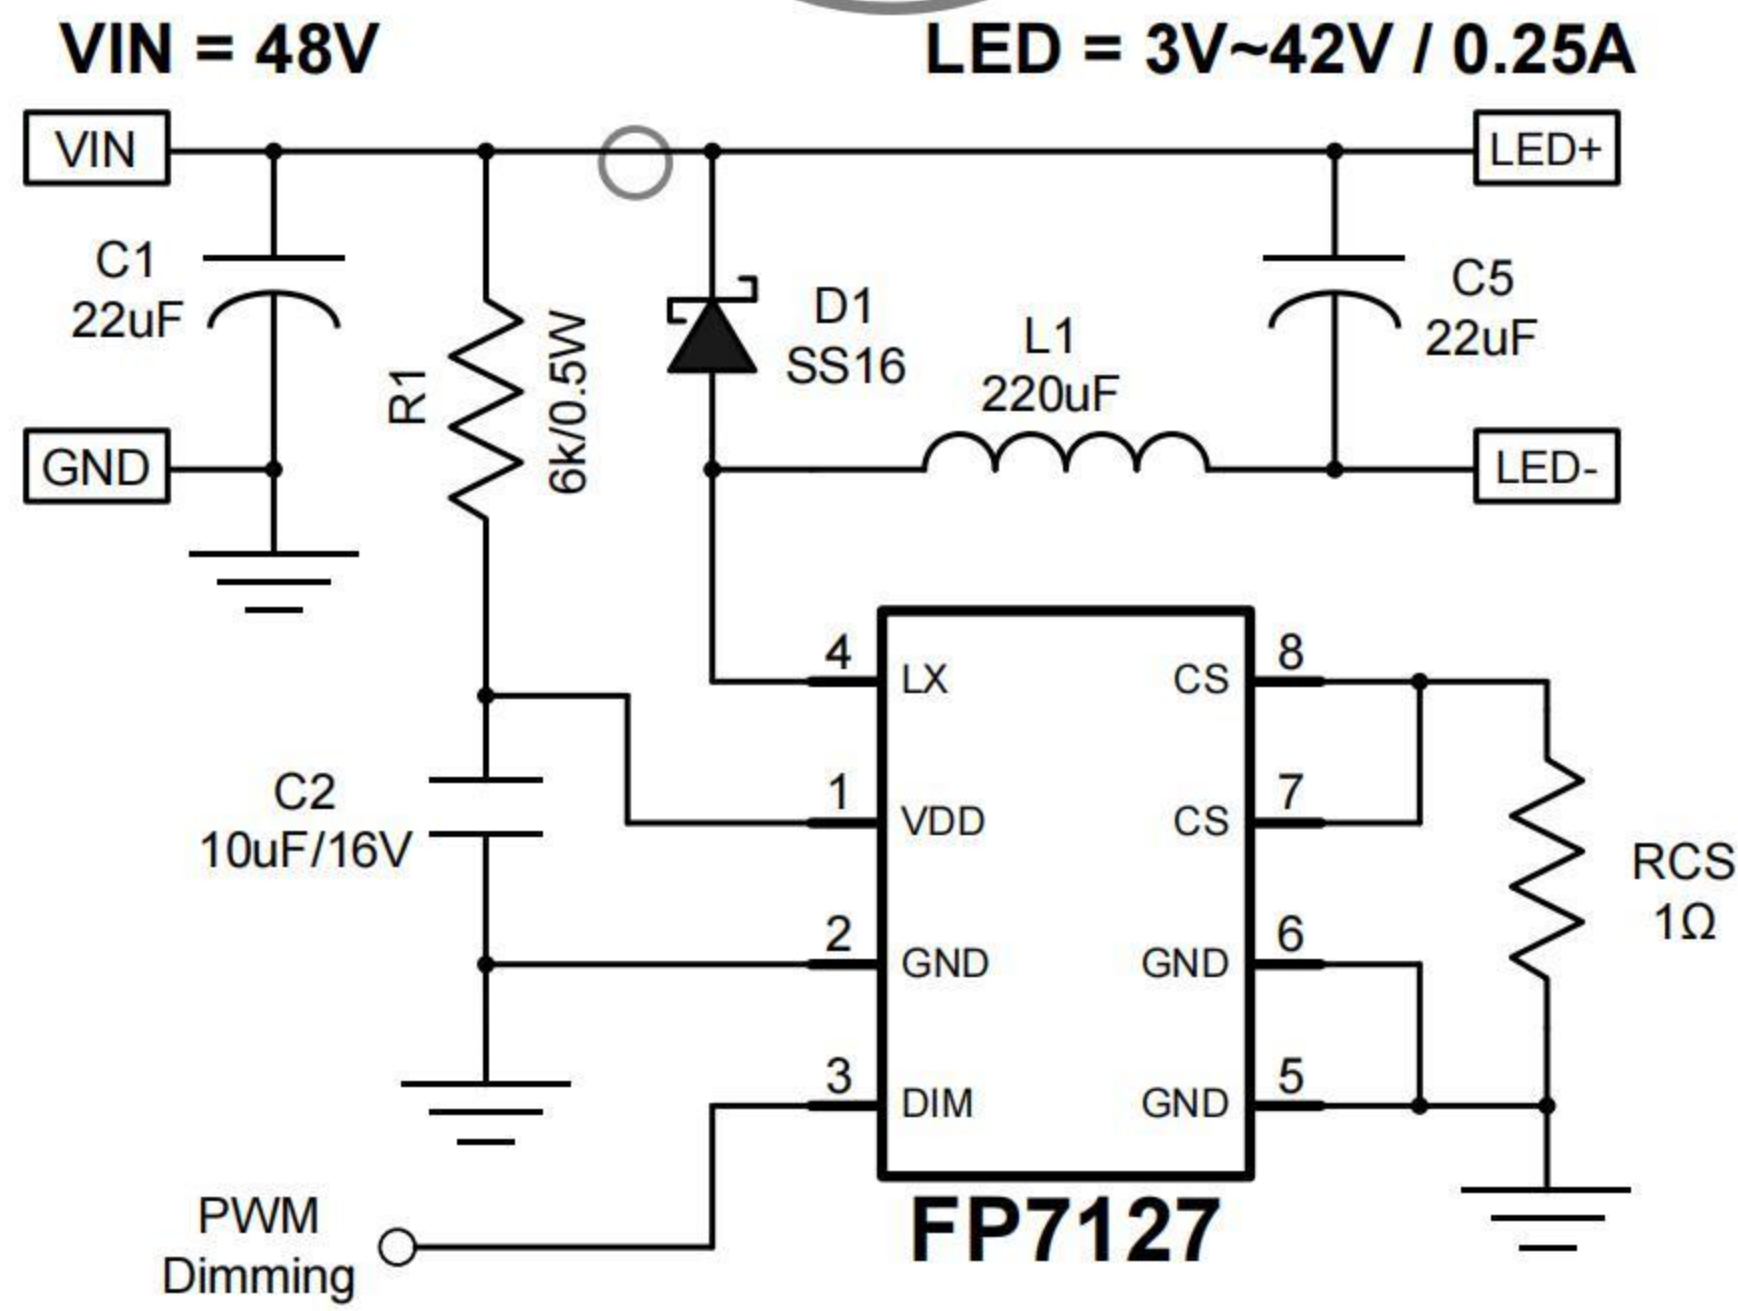 VIN = 48V
LED = 3V~42V / 0.25A
VIN
LED+
C1
22uF
R1
6k/0.5W
D1
SS16
L1
220uF
C5
22uF
GND
LED-
4
LX
CS
8
C2
10uF/16V
1
VDD
CS
7
RCS
1Ω
2
GND
GND
6
3
DIM
GND
5
PWM
Dimming
FP7127